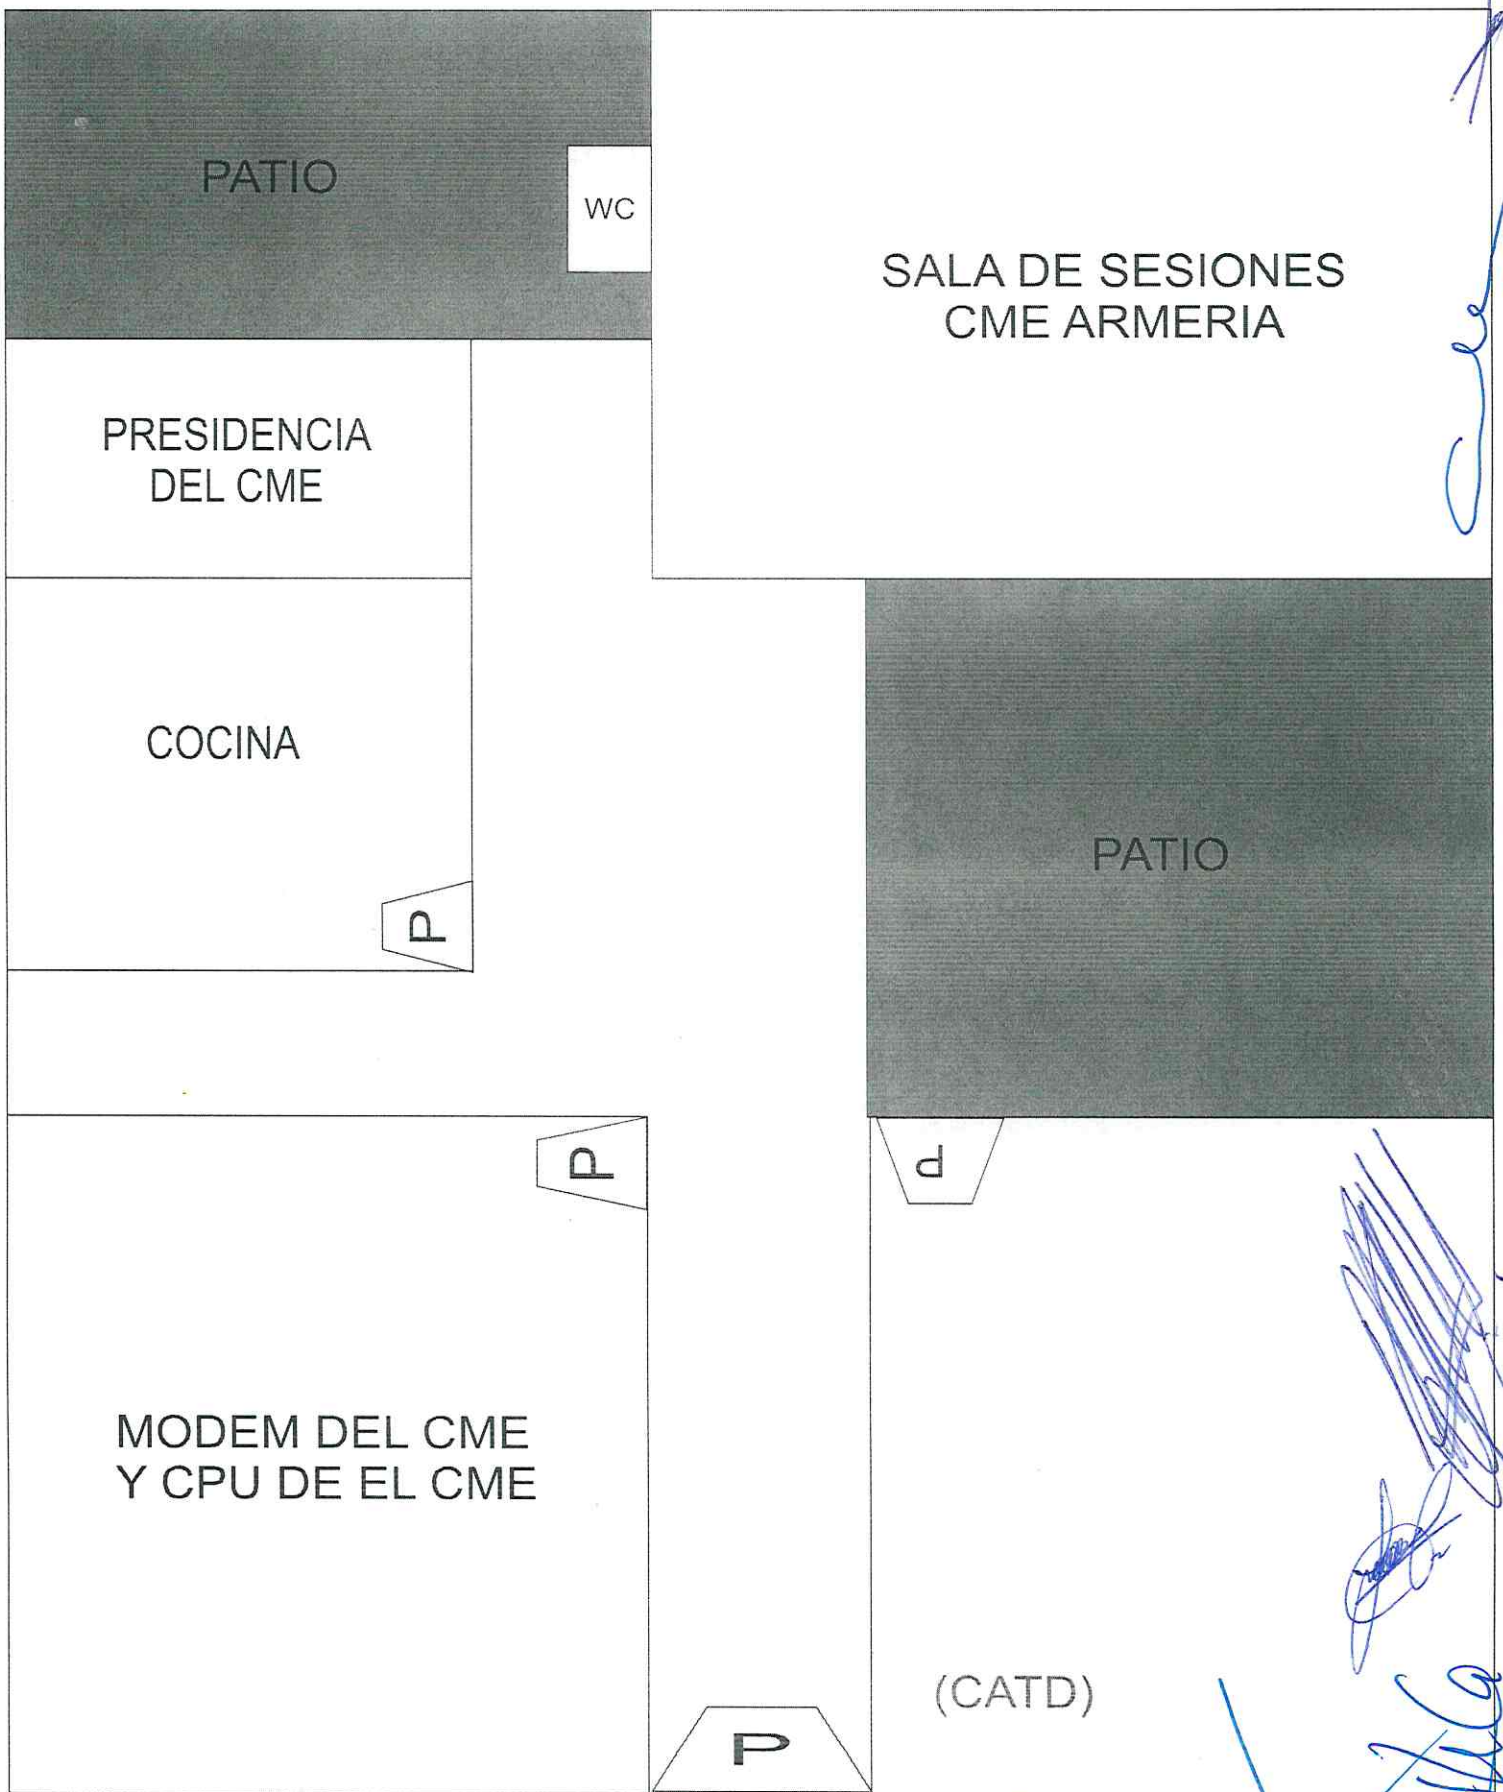 PATIO
WC
SALA DE SESIONES
CME ARMERIA
PRESIDENCIA
DEL CME
COCINA
PATIO
P
P
P
MODEM DEL CME
Y CPU DE EL CME
(CATD)
P